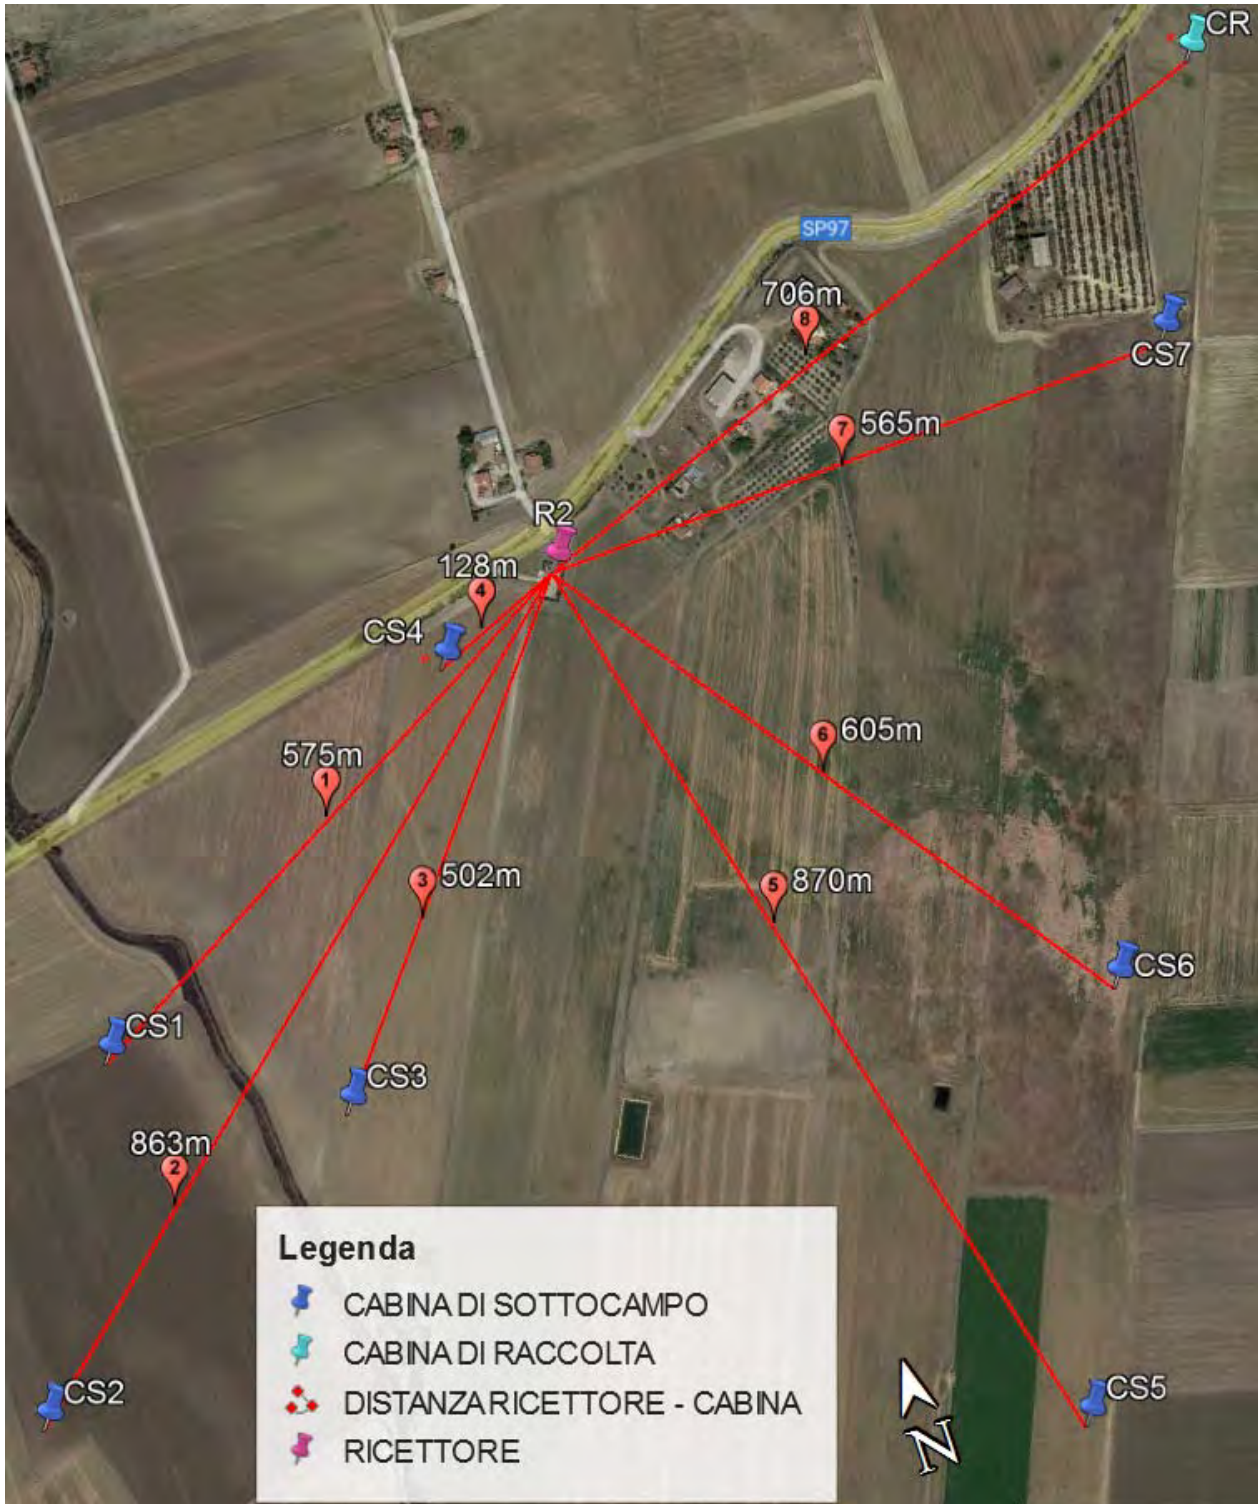 CR
SP97
706m
8
CS7
7
565m
R2
128m
4
CS4
6
605m
575m
1
3
502m
5
870m
CS6
CS1
CS3
863m
2
Legenda
CABINA DI SOTTOCAMPO
CABINA DI RACCOLTA
DISTANZA RICETTORE - CABINA
RICETTORE
CS2
CS5
N